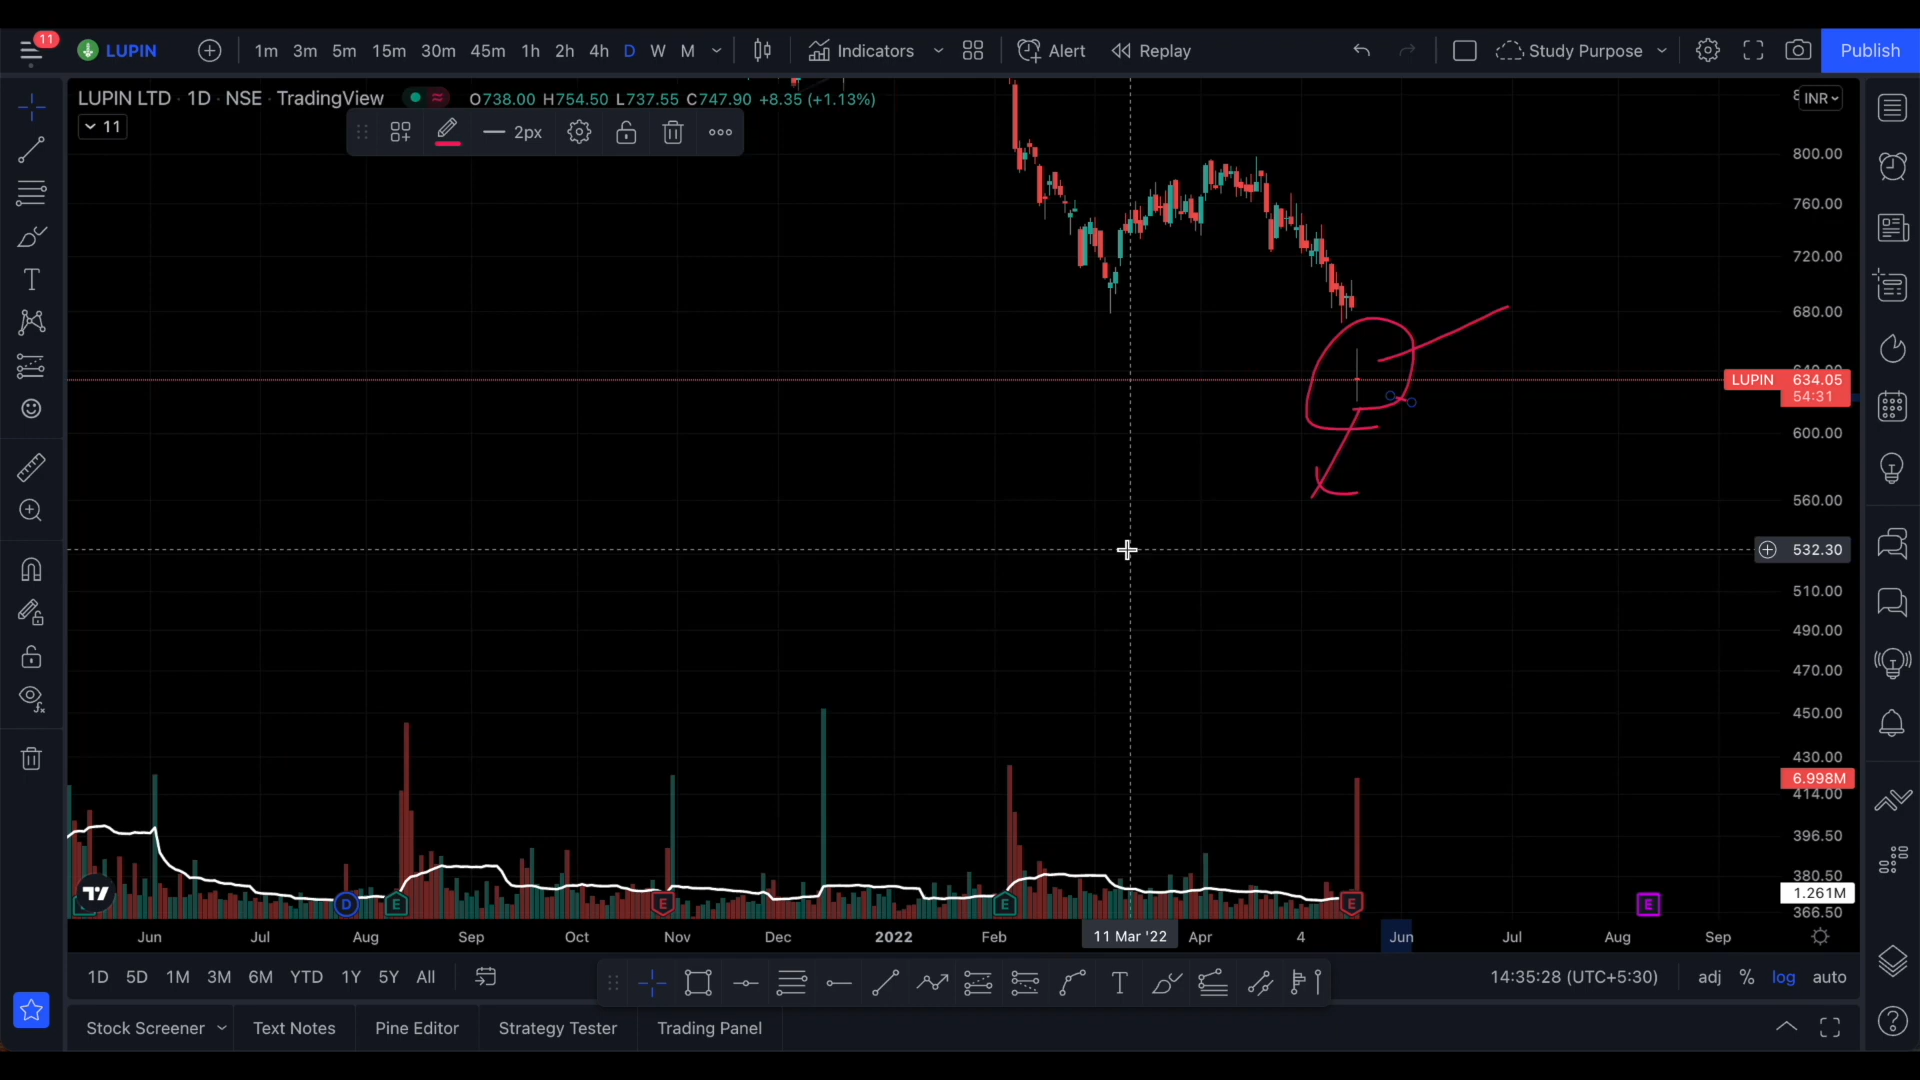 11
LUPIN
1m 3m 5m 15m 30m 45m 1h 2h 4h D W M
Indicators
Alert
Replay
Study Purpose
Publish
LUPIN LTD · 1D · NSE · TradingView
O738.00 H754.50 L737.55 C747.90 +8.35 (+1.13%)
INR
11
2px
800.00
760.00
720.00
680.00
640.00
LUPIN 634.05
54:31
600.00
560.00
532.30
510.00
490.00
470.00
450.00
430.00
6.998M
414.00
396.50
380.50
1.261M
366.50
D E E E E E
Jun Jul Aug Sep Oct Nov Dec 2022 Feb 11 Mar '22 Apr 4 Jun Jul Aug Sep
1D 5D 1M 3M 6M YTD 1Y 5Y All
14:35:28 (UTC+5:30)
adj % log auto
Stock Screener
Text Notes
Pine Editor
Strategy Tester
Trading Panel